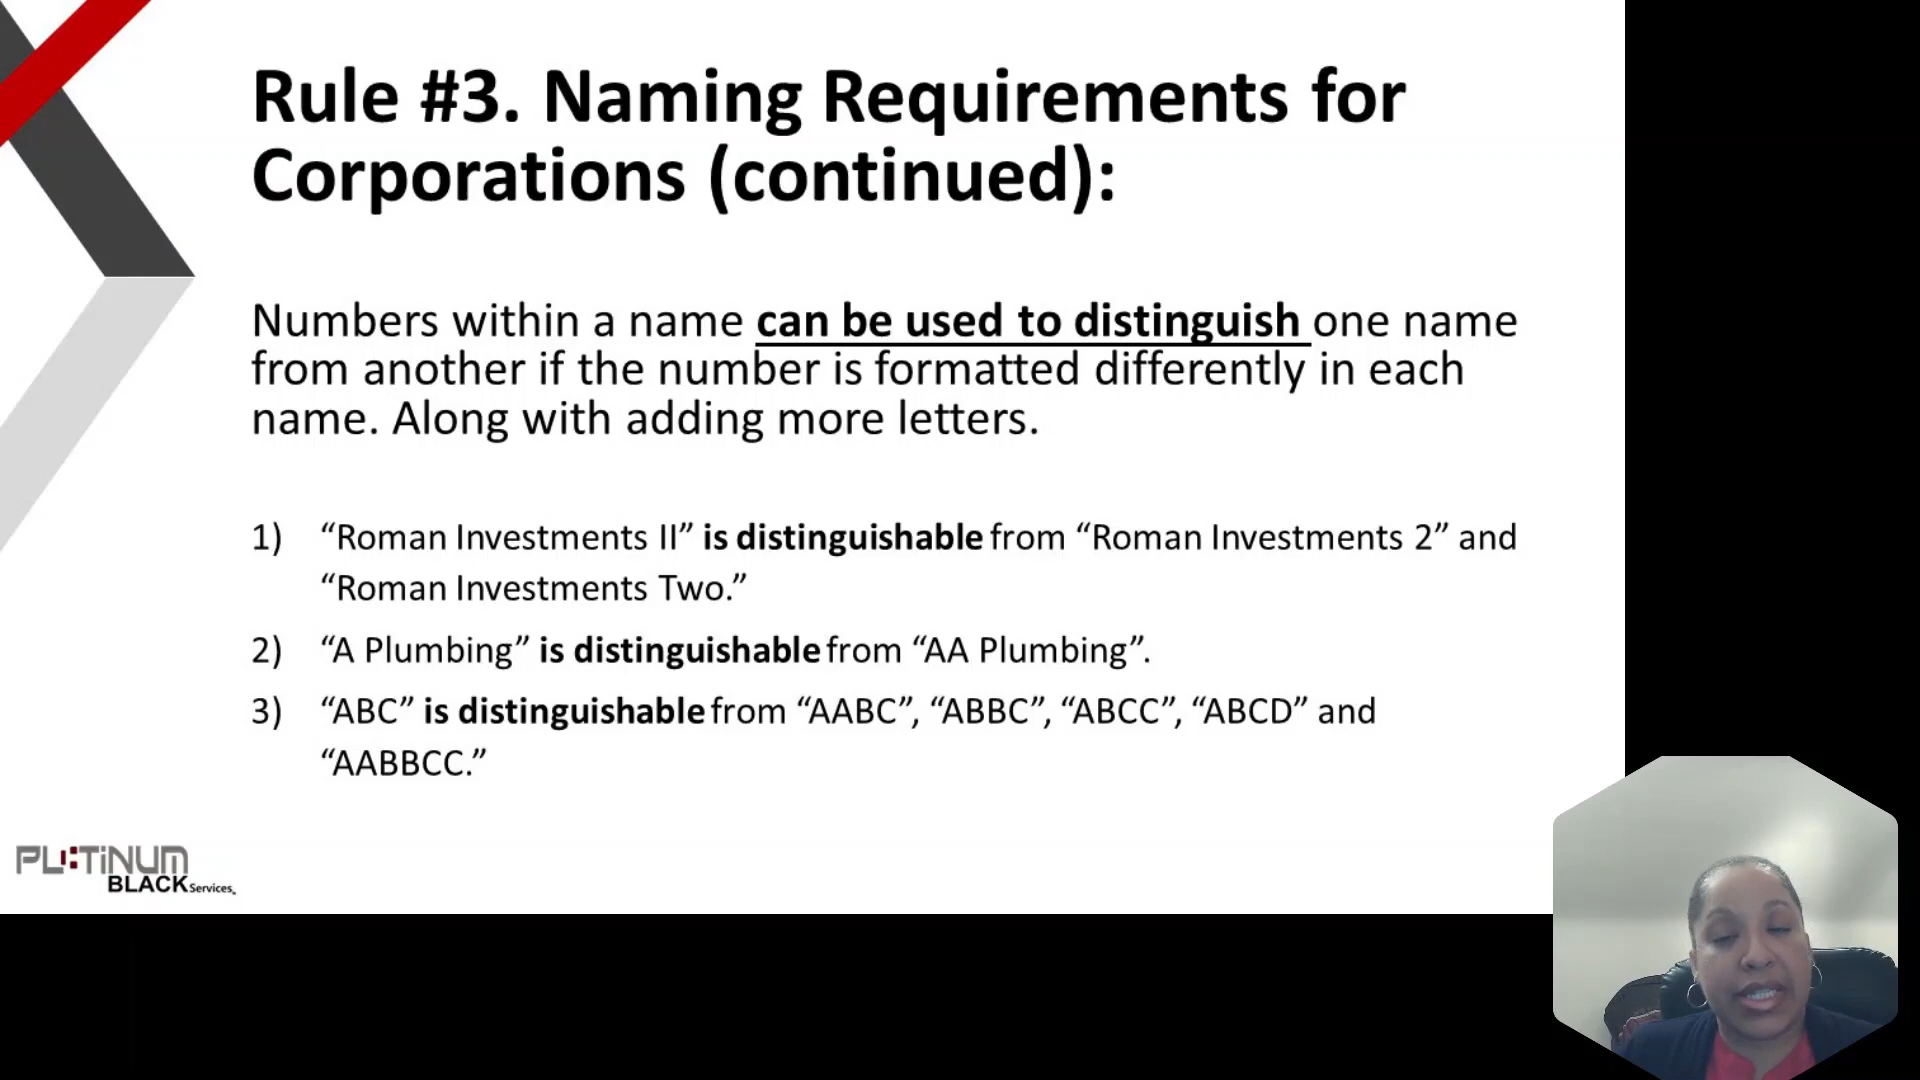 Rule #3. Naming Requirements for
Corporations (continued):
Numbers within a name can be used to distinguish one name
from another if the number is formatted differently in each
name. Along with adding more letters.
1) “Roman Investments II” is distinguishable from “Roman Investments 2” and
“Roman Investments Two.”
2) “A Plumbing” is distinguishable from “AA Plumbing”.
3) “ABC” is distinguishable from “AABC”, “ABBC”, “ABCC”, “ABCD” and
“AABBCC.”
PLATINUM
BLACK Services